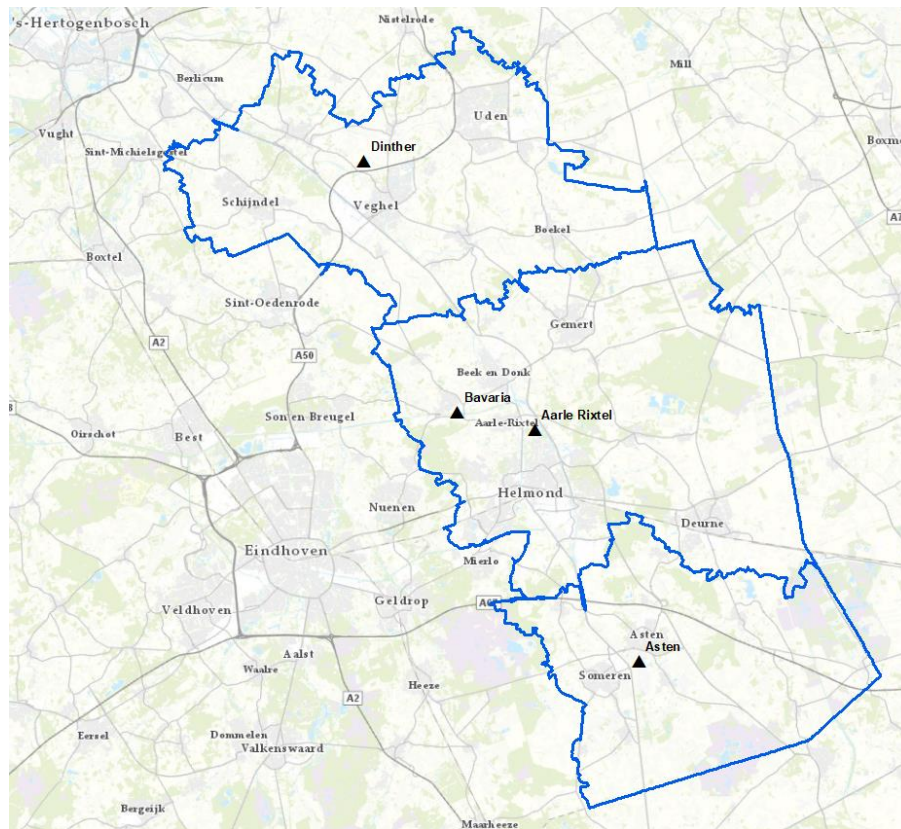 's-Hertogenbosch
Nistelrode
Mill
Berlicum
Uden
Vught
Dinther
Sint-Michielsgestel
Schijndel
Veghel
Boekel
Boxtel
Sint-Oedenrode
Gemert
A2
A50
Beek en Donk
Bavaria
Aarle Rixtel
Aarle-Rixtel
Son en Breugel
Oirschot
Best
Helmond
Nuenen
Deurne
Eindhoven
Mierlo
Geldrop
Veldhoven
Asten
Asten
Aalst
Waalre
Someren
Heeze
A2
Eersel
Dommelen
Valkenswaard
Bergeijk
Maarheeze